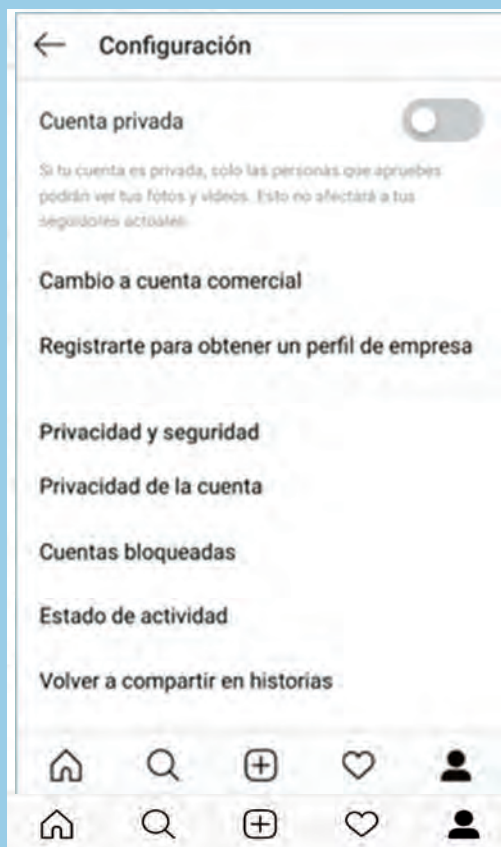 Configuración
Cuenta privada
Si tu cuenta es privada, solo las personas que apruebes
podrán ver tus fotos y videos. Esto no afectará a tus
seguidores actuales.
Cambio a cuenta comercial
Registrarte para obtener un perfil de empresa
Privacidad y seguridad
Privacidad de la cuenta
Cuentas bloqueadas
Estado de actividad
Volver a compartir en historias